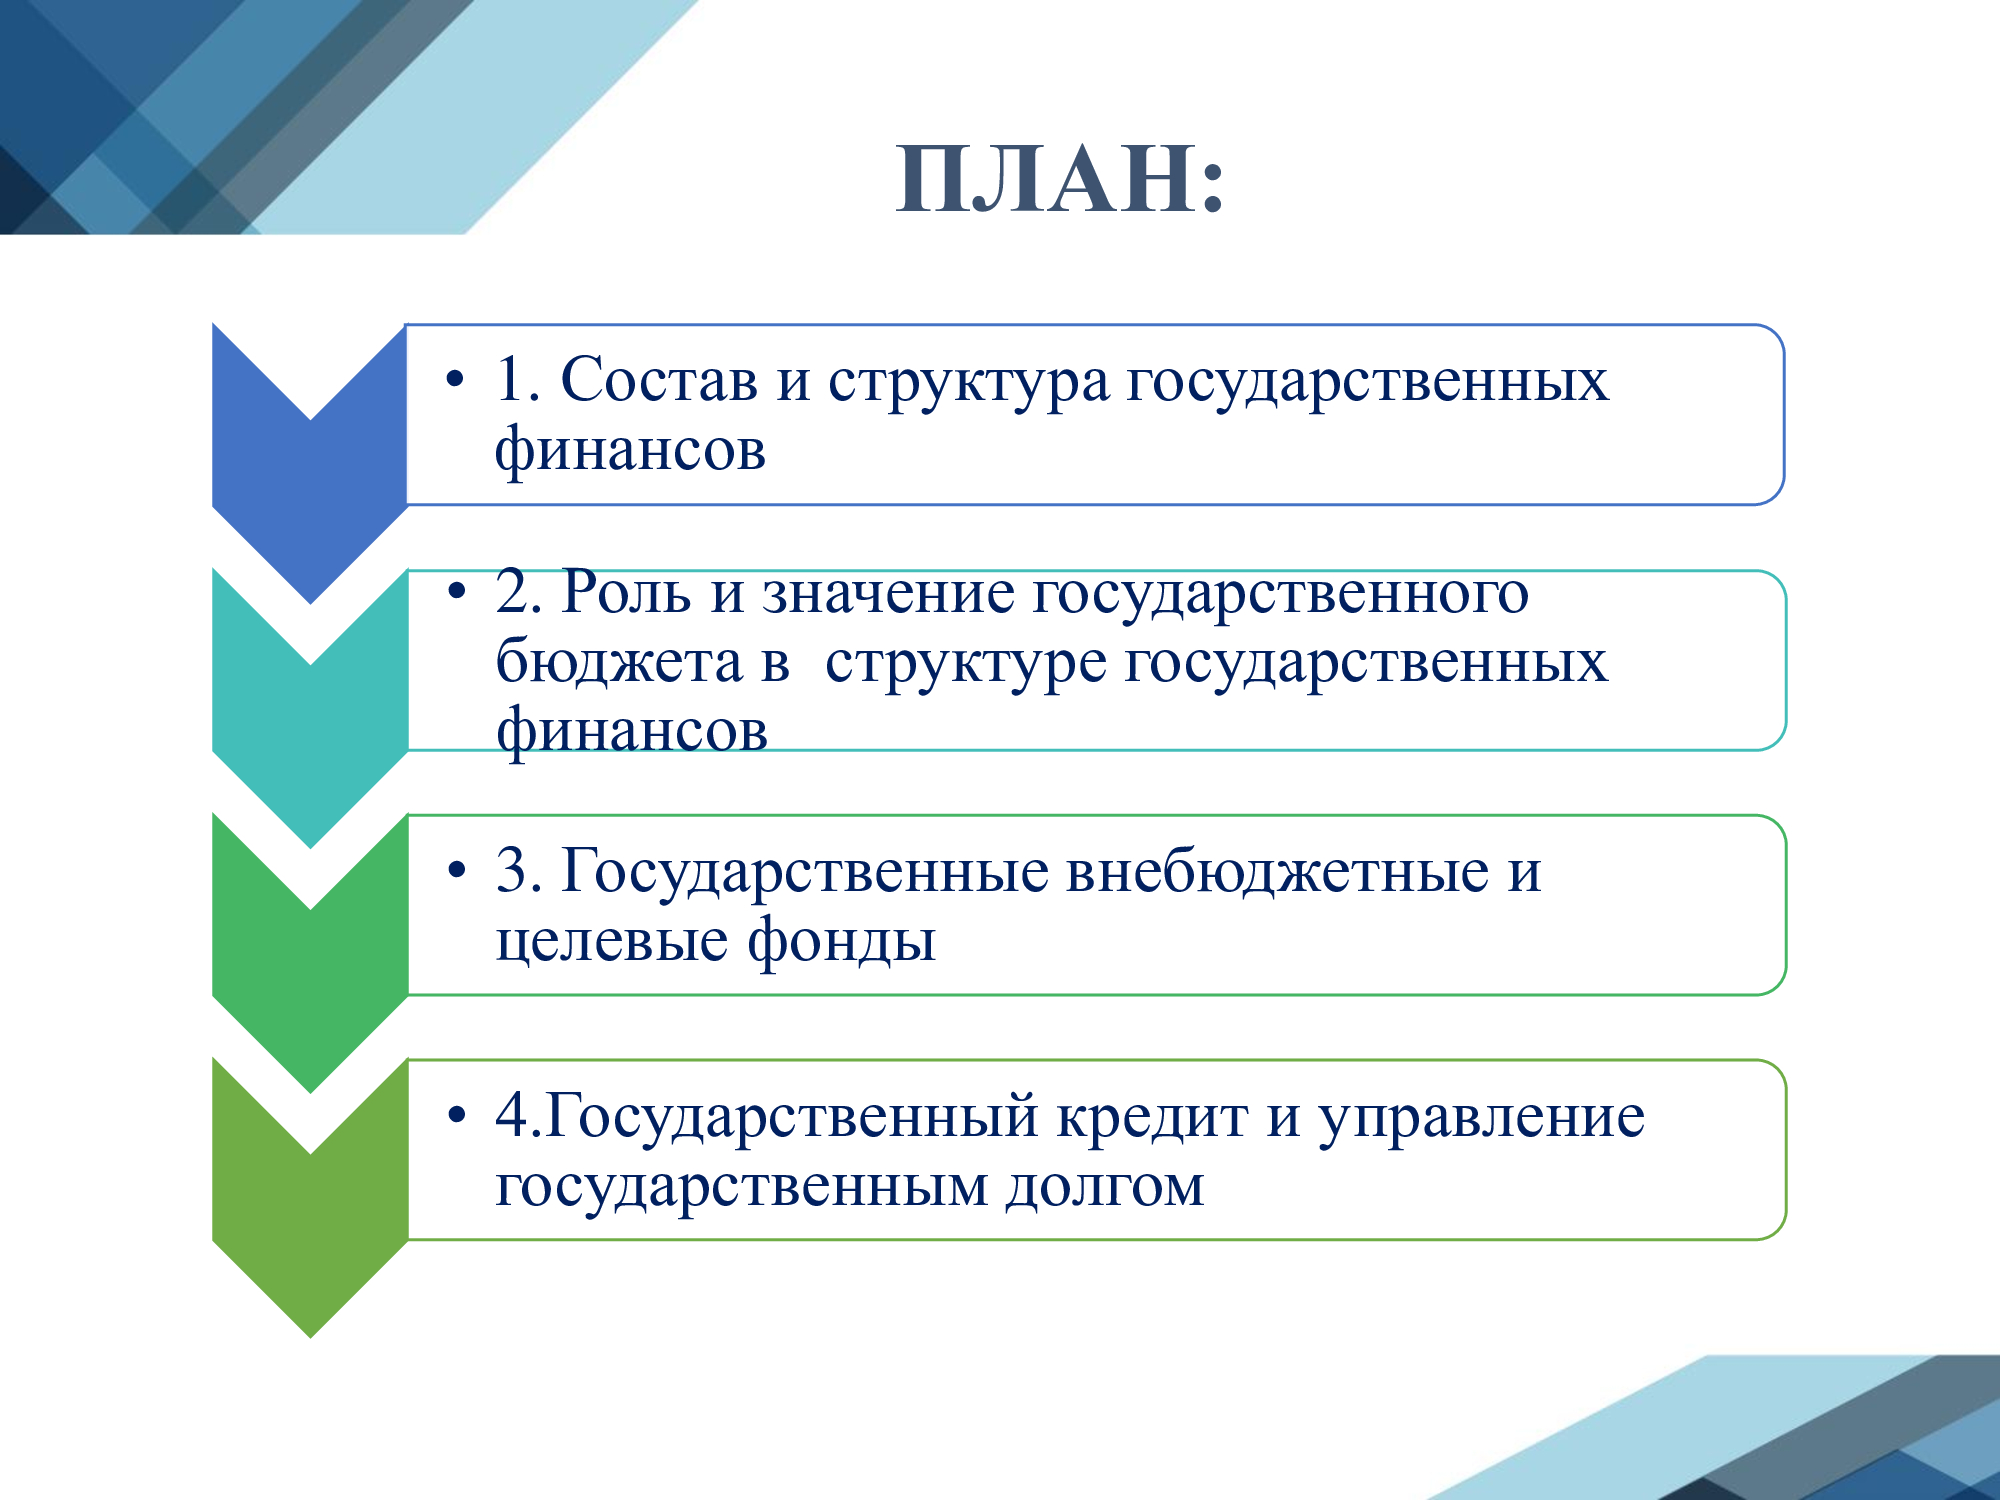 ПЛАН:
• 1. Состав и структура государственных
финансов
• 2. Роль и значение государственного
бюджета в  структуре государственных
финансов
• 3. Государственные внебюджетные и
целевые фонды
• 4.Государственный кредит и управление
государственным долгом